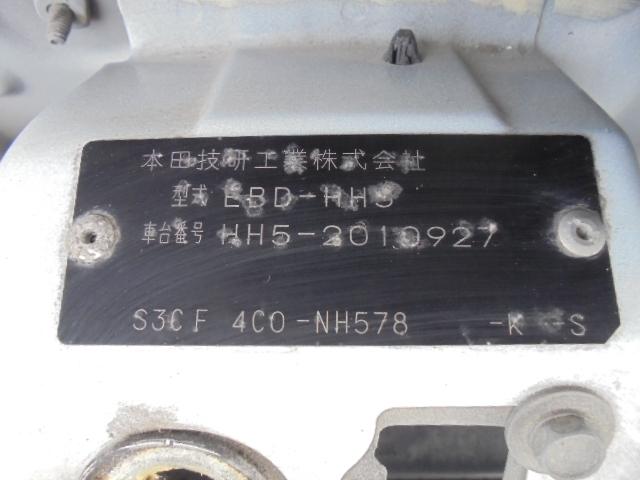 本田技研工業株式会社
型式 EBD-HH5
車台番号 HH5-2010927
S3CF 4C0-NH578 -K -S